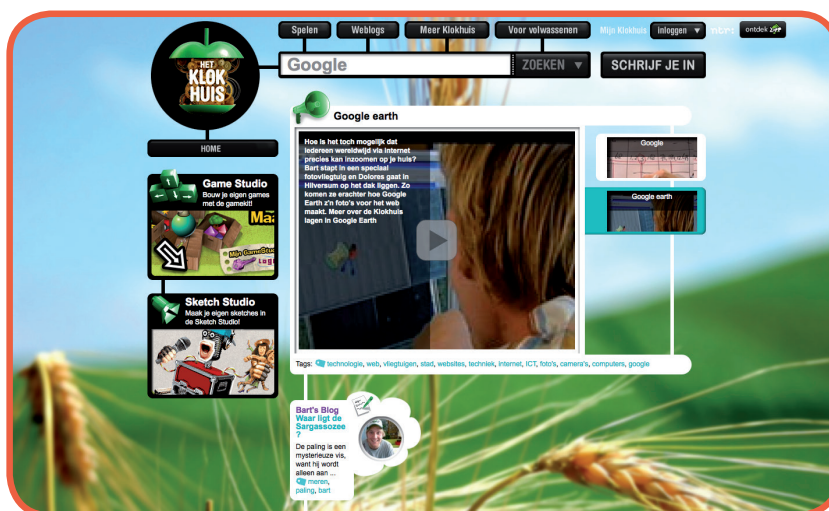 Spelen
Weblogs
Meer Klokhuis
Voor volwassenen
Mijn Klokhuis
inloggen
ntr:
ontdek
HET
KLOK
HUIS
Google
ZOEKEN
SCHRIJF JE IN
HOME
Google earth
Hoe is het toch mogelijk dat
iedereen wereldwijd via internet
precies kan inzoomen op je huis?
Bart stapt in een speciaal
fotovliegtuig en Dolores gaat in
Hilversum op het dak liggen. Zo
komen ze erachter hoe Google
Earth z'n foto's voor het web
maakt. Meer over de Klokhuis
lagen in Google Earth
Google
Google earth
Game Studio
Bouw je eigen games
met de gamekit!
Mijn GameStudio
Sketch Studio
Maak je eigen sketches in
de Sketch Studio!
Tags: technologie, web, vliegtuigen, stad, websites, techniek, internet, ICT, foto's, camera's, computers, google
Bart's Blog
Waar ligt de
Sargassozee
?
De paling is een
mysterieuze vis,
want hij wordt
alleen aan ...
meren,
paling, bart